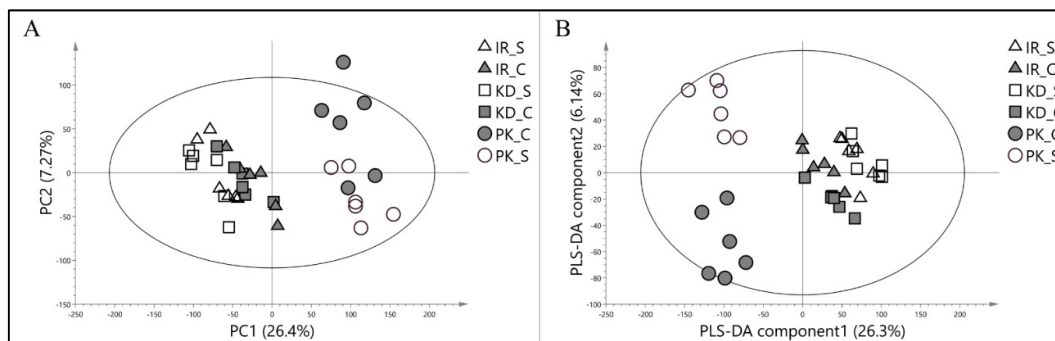 A
IR_S
IR_C
KD_S
KD_C
PK_C
PK_S
PC2 (7.27%)
100
50
0
-50
-100
-150
-250
-200
-150
-100
-50
0
50
100
150
200
PC1 (26.4%)
B
IR_S
IR_C
KD_S
KD_C
PK_C
PK_S
PLS-DA component2 (6.14%)
80
60
40
20
0
-20
-40
-60
-80
-100
-200
-150
-100
-50
0
50
100
150
200
PLS-DA component1 (26.3%)